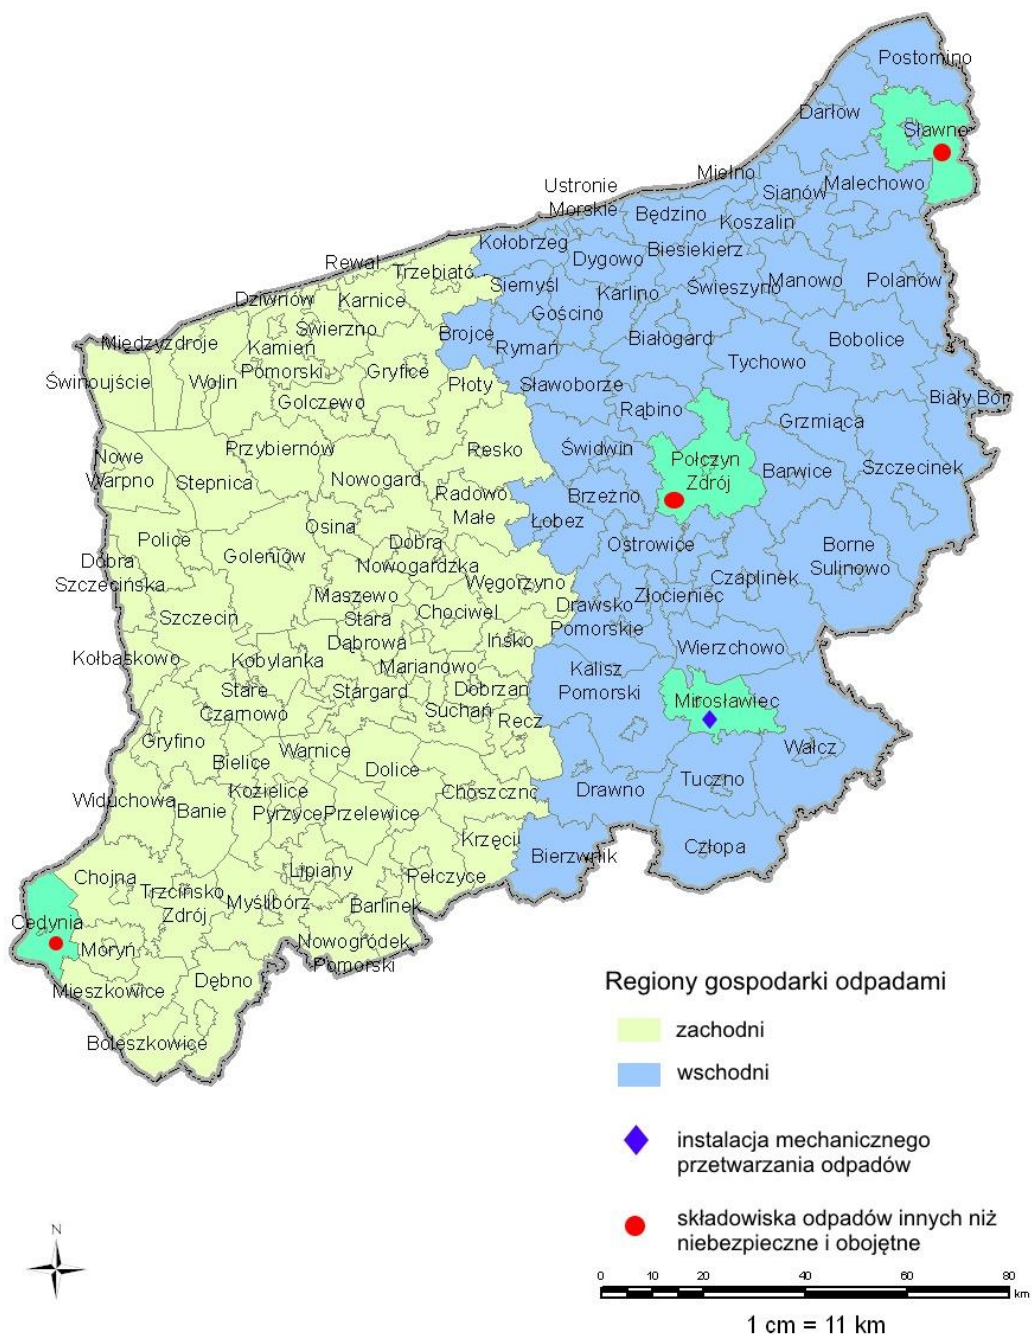 Postomino
Darłow
Sławno
Mielno
Ustronie
Morskie
Sianów
Malechowo
Będzino
Koszalin
Kołobrzeg
Biesiekierz
Rewal
Trzebiató
Dygowo
Siemyśl
Karlino
Świeszyno
Manowo
Polanów
Dziwnów
Karnice
Gościno
Świerzno
Brojce
Ryman
Białogard
Bobolice
Międzyzdroje
Kamień
Pomorski
Tychowo
Świnoujście
Wolin
Gryfice
Płoty
Sławoborze
Biały Bór
Golczewo
Rąbino
Grzmiąca
Przybiernów
Resko
Świdwin
Połczyn
Zdrój
Nowe
Warpno
Stepnica
Nowogard
Barwice
Szczecinek
Radowo
Małe
Brzeżno
Łobez
Osina
Police
Dobra
Nowogardzka
Ostrowice
Borne
Sulinowo
Dobra
Szczecińska
Goleniów
Węgorzyno
Czaplinek
Maszewo
Złocieniec
Szczecin
Stara
Dąbrowa
Chociwel
Drawsko
Pomorskie
Ińsko
Wierzchowo
Kołbaskowo
Kobylanka
Marianowo
Kalisz
Pomorski
Stare
Czarnowo
Stargard
Dobrzan
Suchań
Recz
Mirosławiec
Gryfino
Warnice
Wałcz
Bielice
Dolice
Tuczno
Widuchowa
Kozielice
Choszczno
Drawno
Banie
Pyrzyce
Przelewice
Krzęcin
Bierzwnik
Człopa
Chojna
Lipiany
Pełczyce
Trzcińsko
Zdrój
Myślibórz
Barlinek
Cedynia
Moryń
Nowogródek
Pomorski
Mieszkowice
Dębno
Boleszkowice
Regiony gospodarki odpadami
zachodni
wschodni
instalacja mechanicznego
przetwarzania odpadów
składowiska odpadów innych niż
niebezpieczne i obojętne
N
0 10 20 40 60 80
km
1 cm = 11 km